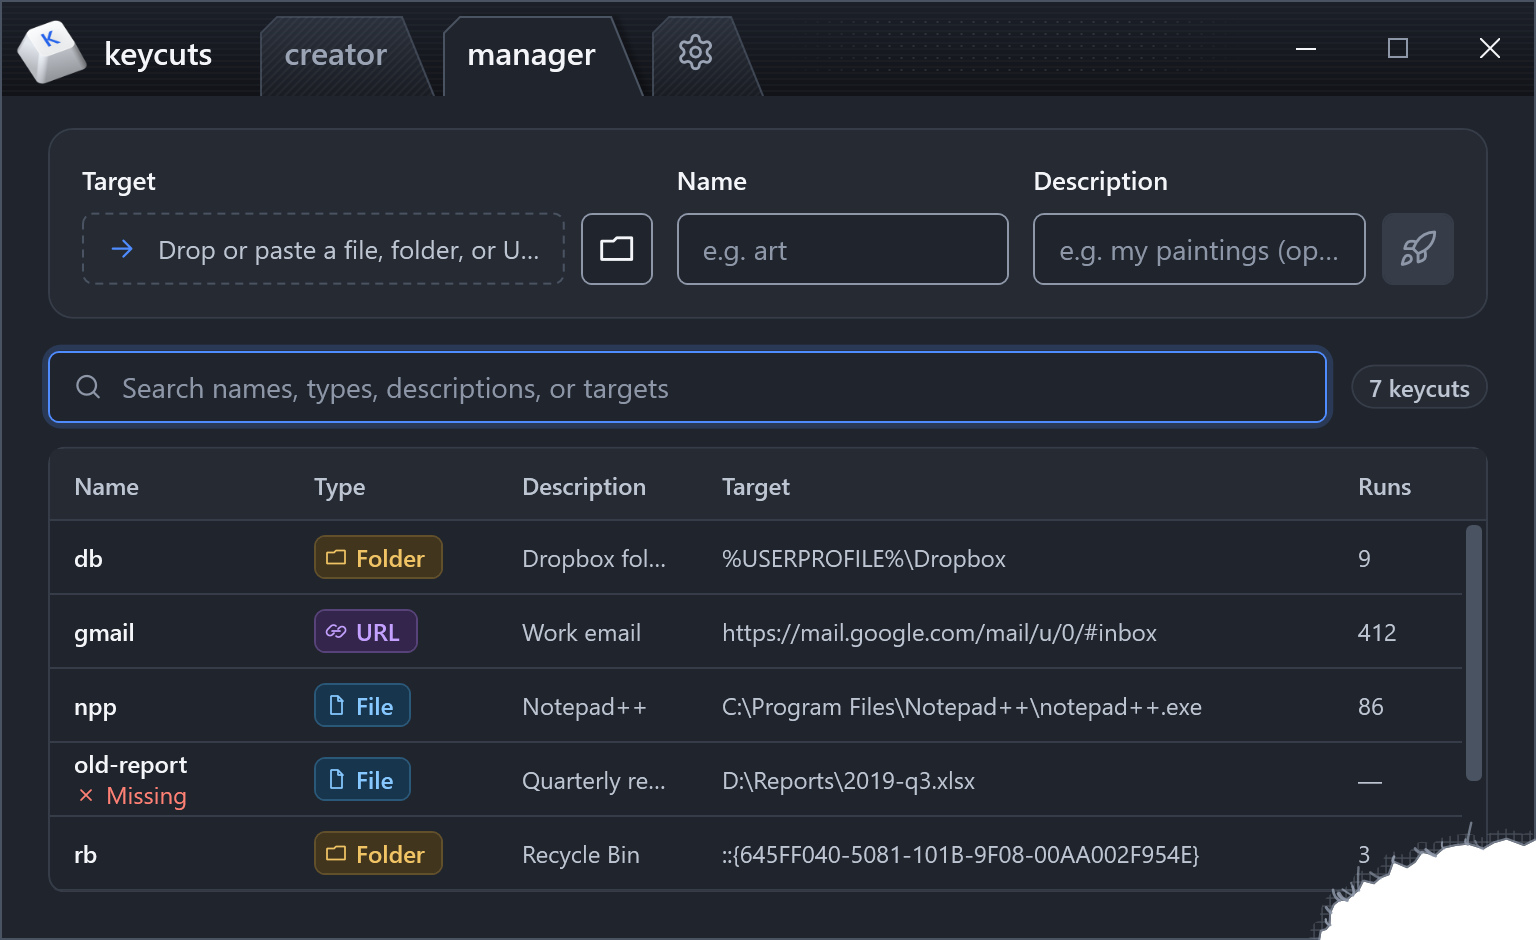 keycuts
creator
manager
Target
Name
Description
Drop or paste a file, folder, or U...
e.g. art
e.g. my paintings (op...
Search names, types, descriptions, or targets
7 keycuts
Name Type Description Target Runs
db Folder Dropbox fol... %USERPROFILE%\Dropbox 9
gmail URL Work email https://mail.google.com/mail/u/0/#inbox 412
npp File Notepad++ C:\Program Files\Notepad++\notepad++.exe 86
old-report File Quarterly re... D:\Reports\2019-q3.xlsx —
Missing
rb Folder Recycle Bin ::{645FF040-5081-101B-9F08-00AA002F954E} 3